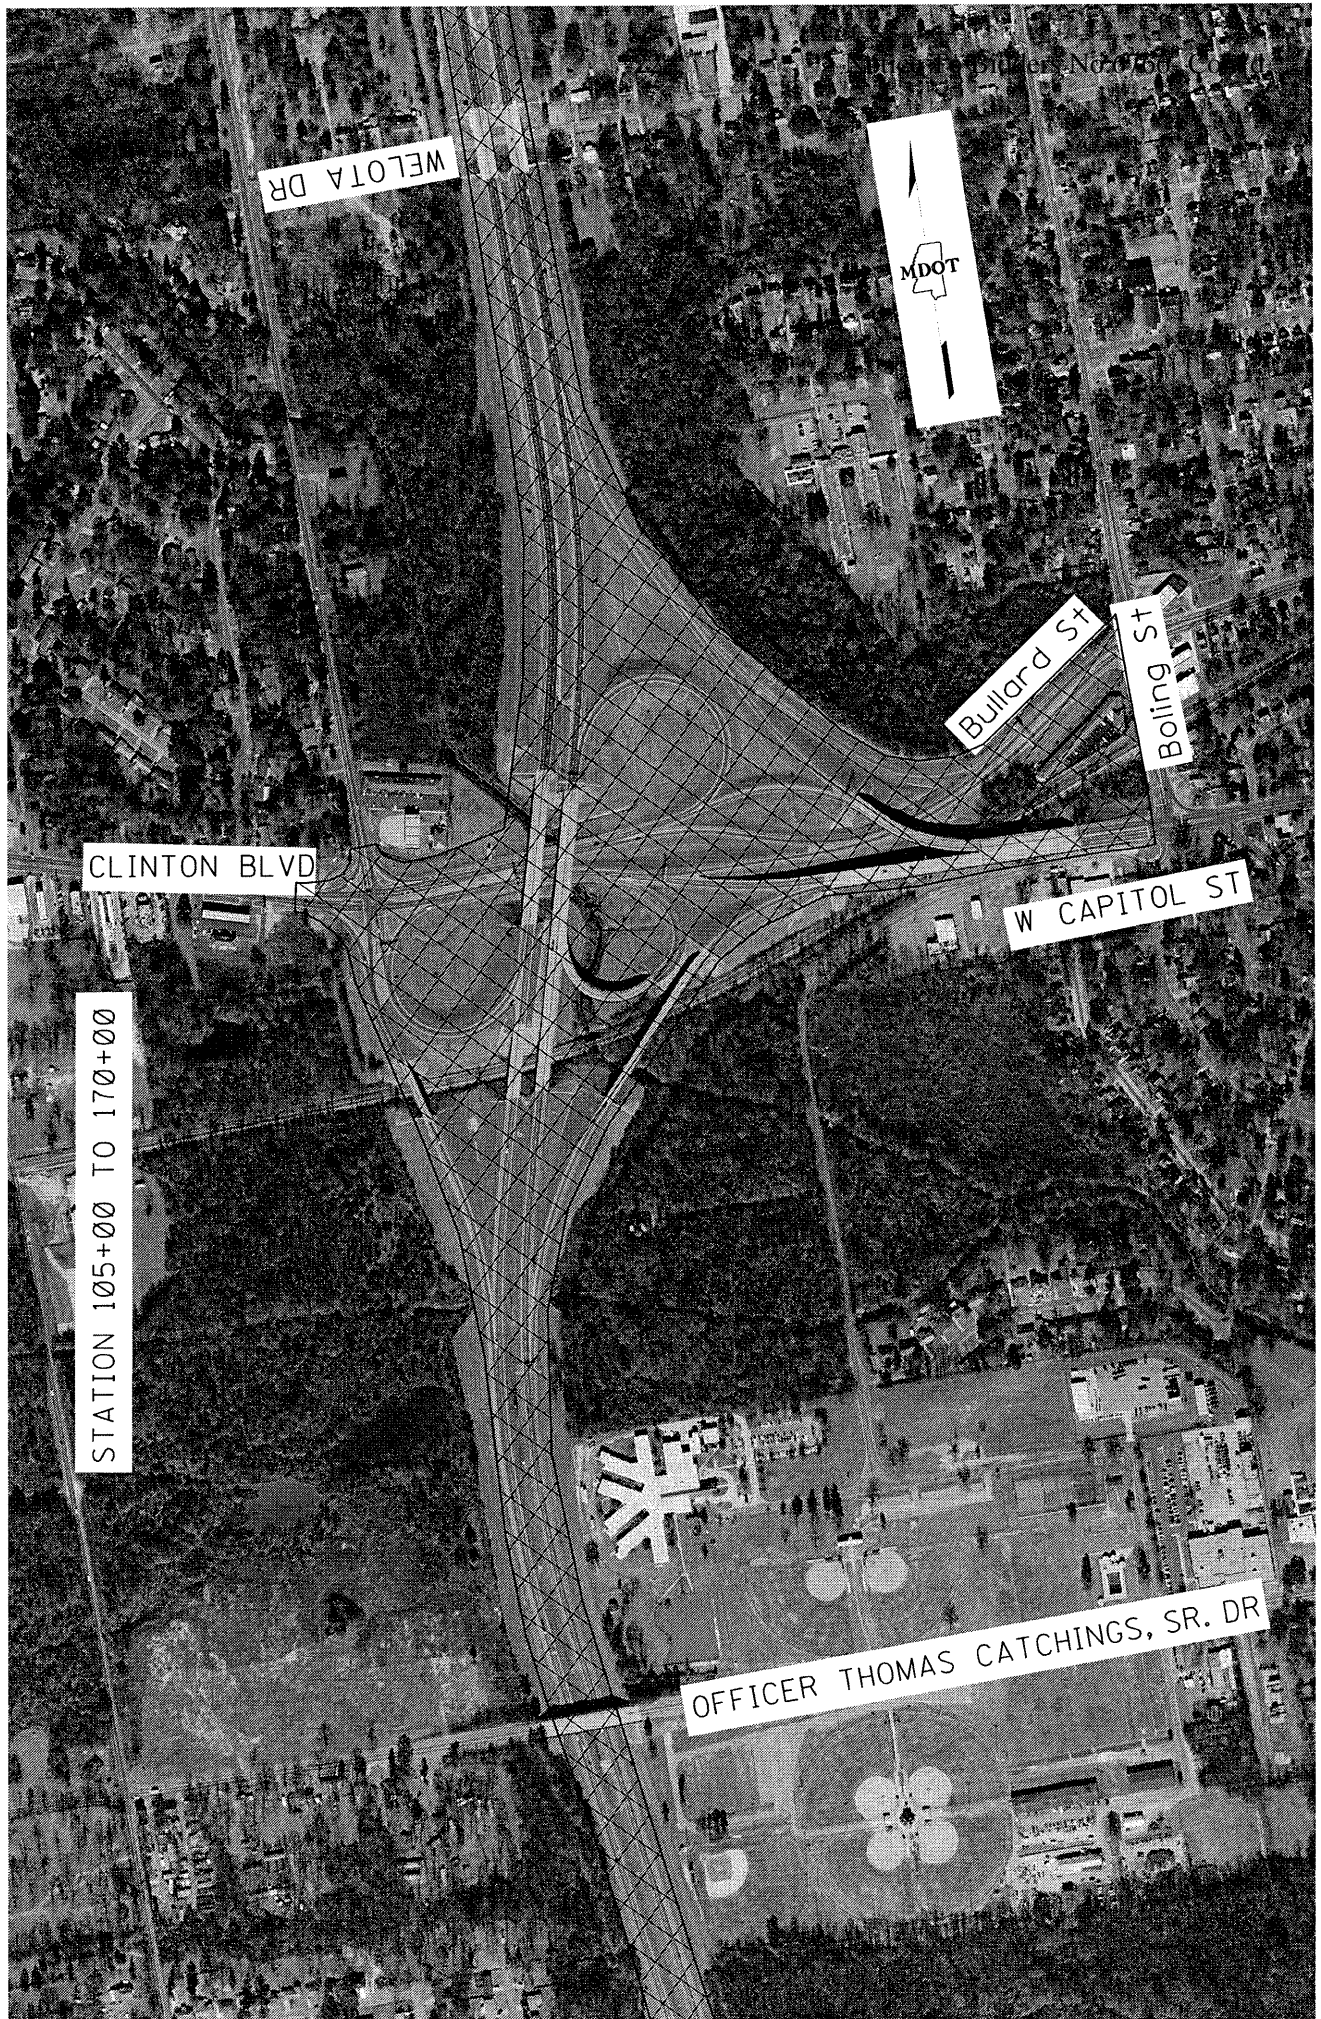 WELOTA DR
MDOT
Bullard St
Boling St
CLINTON BLVD
W CAPITOL ST
STATION 105+00 TO 170+00
OFFICER THOMAS CATCHINGS, SR. DR